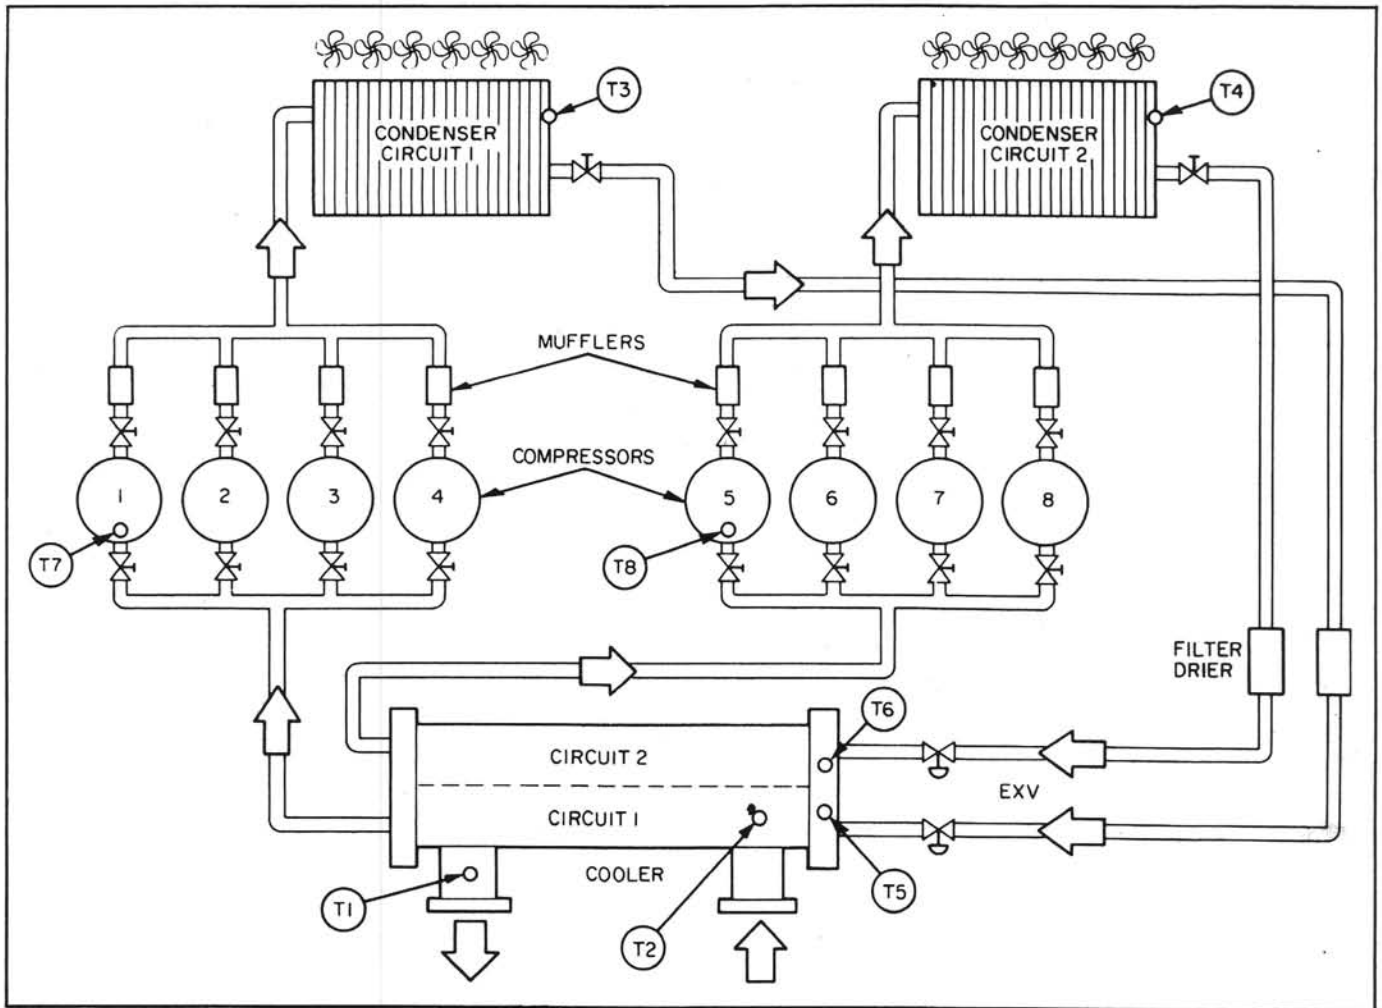 T3
T4
CONDENSER
CIRCUIT 1
CONDENSER
CIRCUIT 2
MUFFLERS
COMPRESSORS
1
2
3
4
5
6
7
8
T7
T8
FILTER
DRIER
T6
CIRCUIT 2
EXV
CIRCUIT 1
COOLER
T5
T1
T2